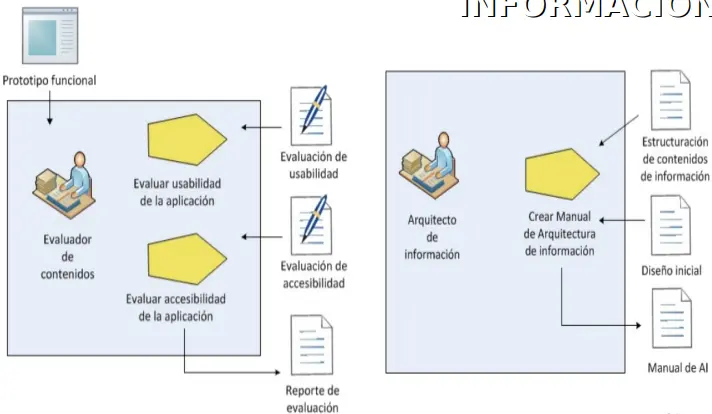 INFORMACIÓN
Prototipo funcional
Evaluador
de
contenidos
Evaluar usabilidad
de la aplicación
Evaluación de
usabilidad
Evaluar accesibilidad
de la aplicación
Evaluación de
accesibilidad
Reporte de
evaluación
Arquitecto
de
información
Crear Manual
de Arquitectura
de información
Estructuración
de contenidos
de información
Diseño inicial
Manual de AI